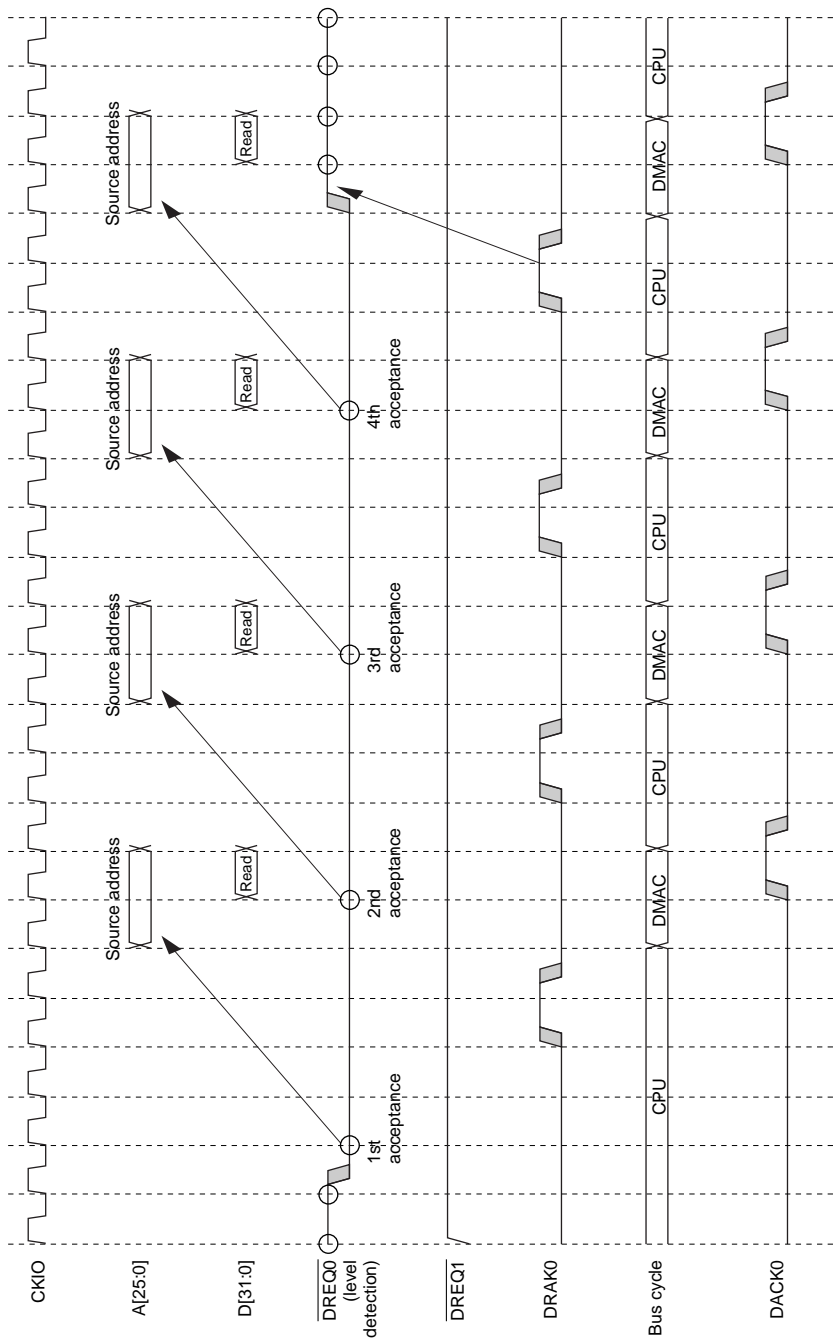 CKIO
A[25:0]
Source address
Source address
Source address
Source address
D[31:0]
Read
Read
Read
Read
DREQ0
(level
detection)
1st
acceptance
2nd
acceptance
3rd
acceptance
4th
acceptance
DREQ1
DRAK0
Bus cycle
CPU
DMAC
CPU
DMAC
CPU
DMAC
CPU
DMAC
CPU
DACK0